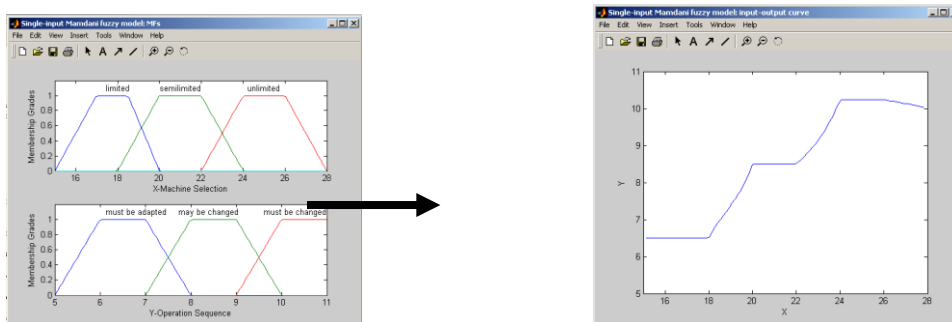 Single-input Mamdani fuzzy model: MFs
File Edit View Insert Tools Window Help
limited semilimited unlimited
Membership Grades
1
0.8
0.6
0.4
0.2
0
16 18 20 22 24 26 28
X-Machine Selection
must be adapted may be changed must be changed
Membership Grades
1
0.8
0.6
0.4
0.2
0
5 6 7 8 9 10 11
Y-Operation Sequence
Single-input Mamdani fuzzy model: input-output curve
File Edit View Insert Tools Window Help
11
10
9
8
7
6
5
Y
16 18 20 22 24 26 28
X